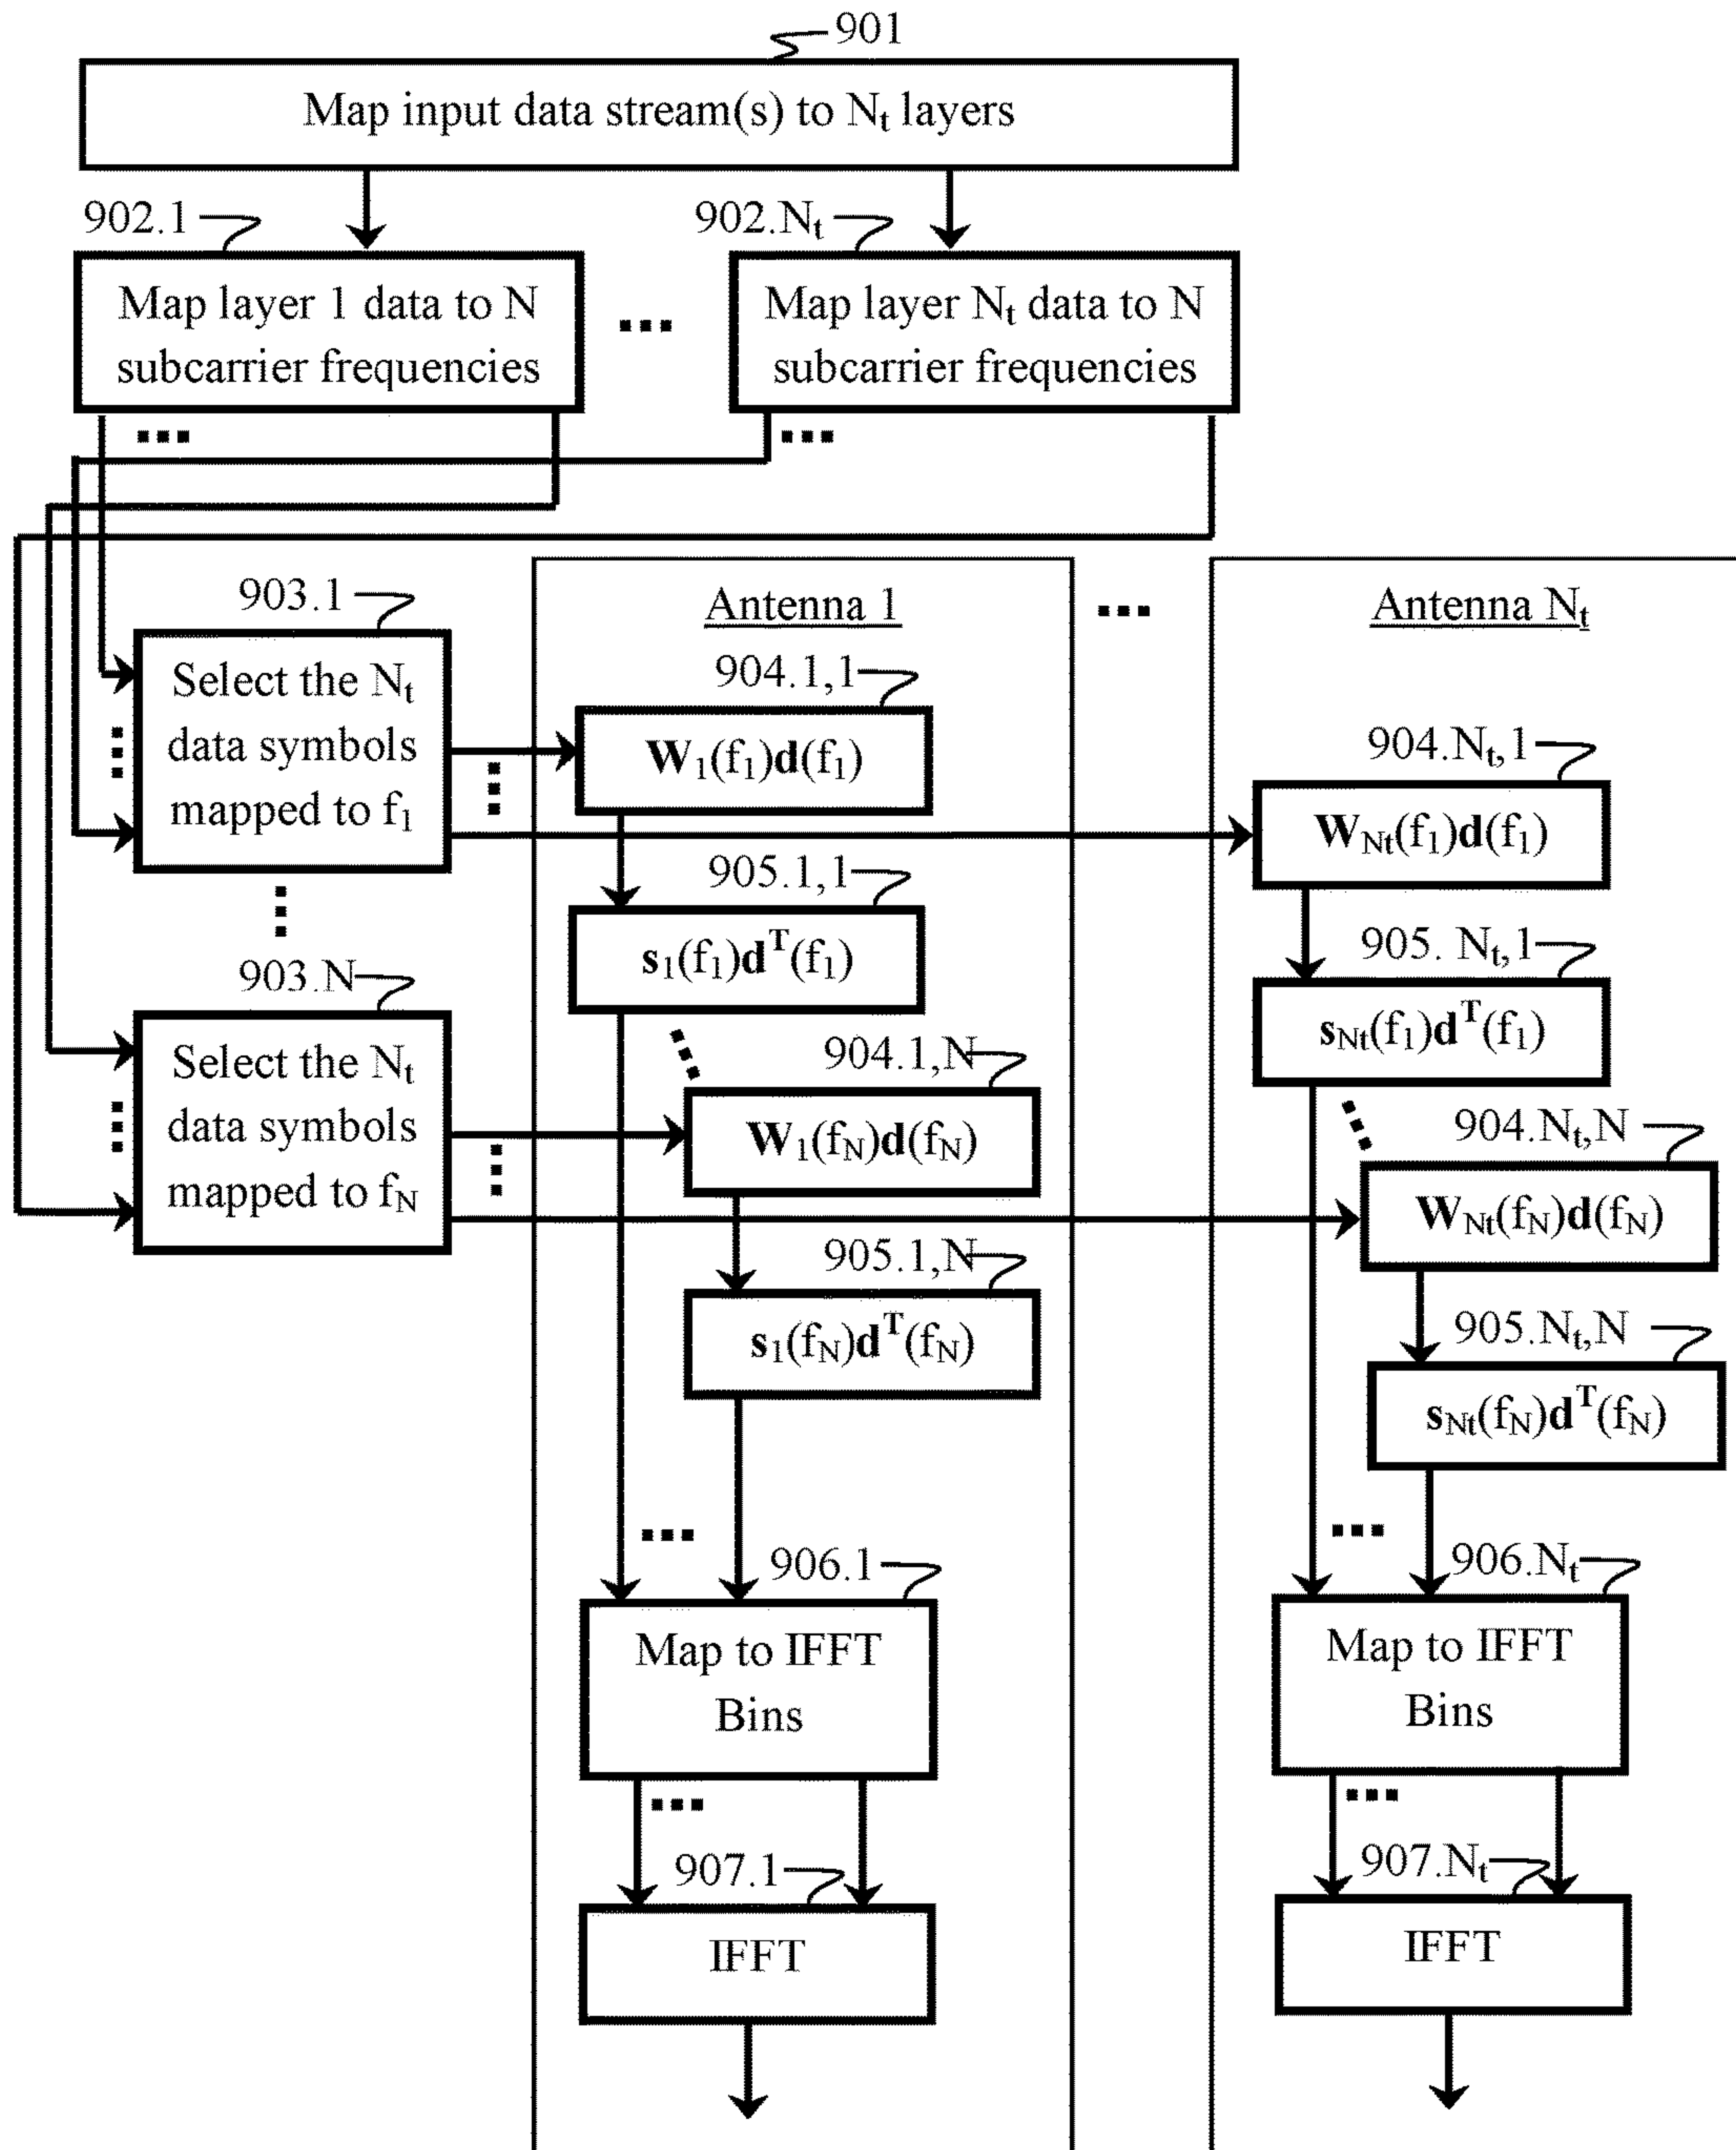 901
Map input data stream(s) to Nt layers
902.1
902.Nt
Map layer 1 data to N
subcarrier frequencies
...
Map layer Nt data to N
subcarrier frequencies
...
...
903.1
Select the Nt
data symbols
mapped to f1
903.N
Select the Nt
data symbols
mapped to fN
Antenna 1
904.1,1
W1(f1)d(f1)
905.1,1
s1(f1)dT(f1)
904.1,N
W1(fN)d(fN)
905.1,N
s1(fN)dT(fN)
...
906.1
Map to IFFT
Bins
...
907.1
IFFT
...
Antenna Nt
904.Nt,1
WNt(f1)d(f1)
905. Nt,1
sNt(f1)dT(f1)
904.Nt,N
WNt(fN)d(fN)
905.Nt,N
sNt(fN)dT(fN)
...
906.Nt
Map to IFFT
Bins
...
907.Nt
IFFT